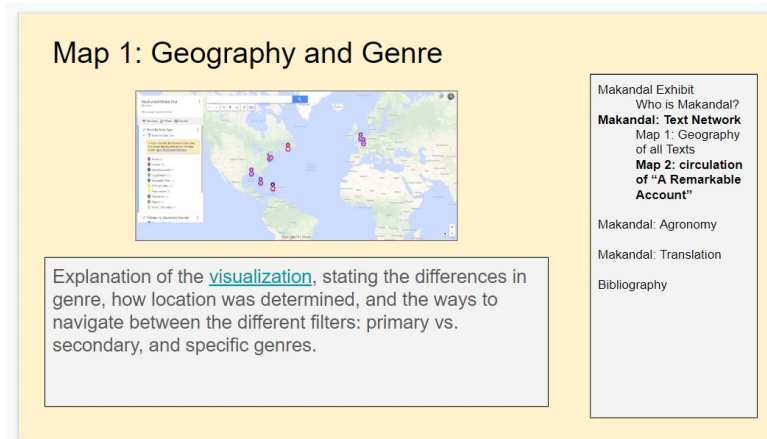 Map 1: Geography and Genre
Explanation of the visualization, stating the differences in
genre, how location was determined, and the ways to
navigate between the different filters: primary vs.
secondary, and specific genres.
Makandal Exhibit
Who is Makandal?
Makandal: Text Network
Map 1: Geography
of all Texts
Map 2: circulation
of “A Remarkable
Account”
Makandal: Agronomy
Makandal: Translation
Bibliography